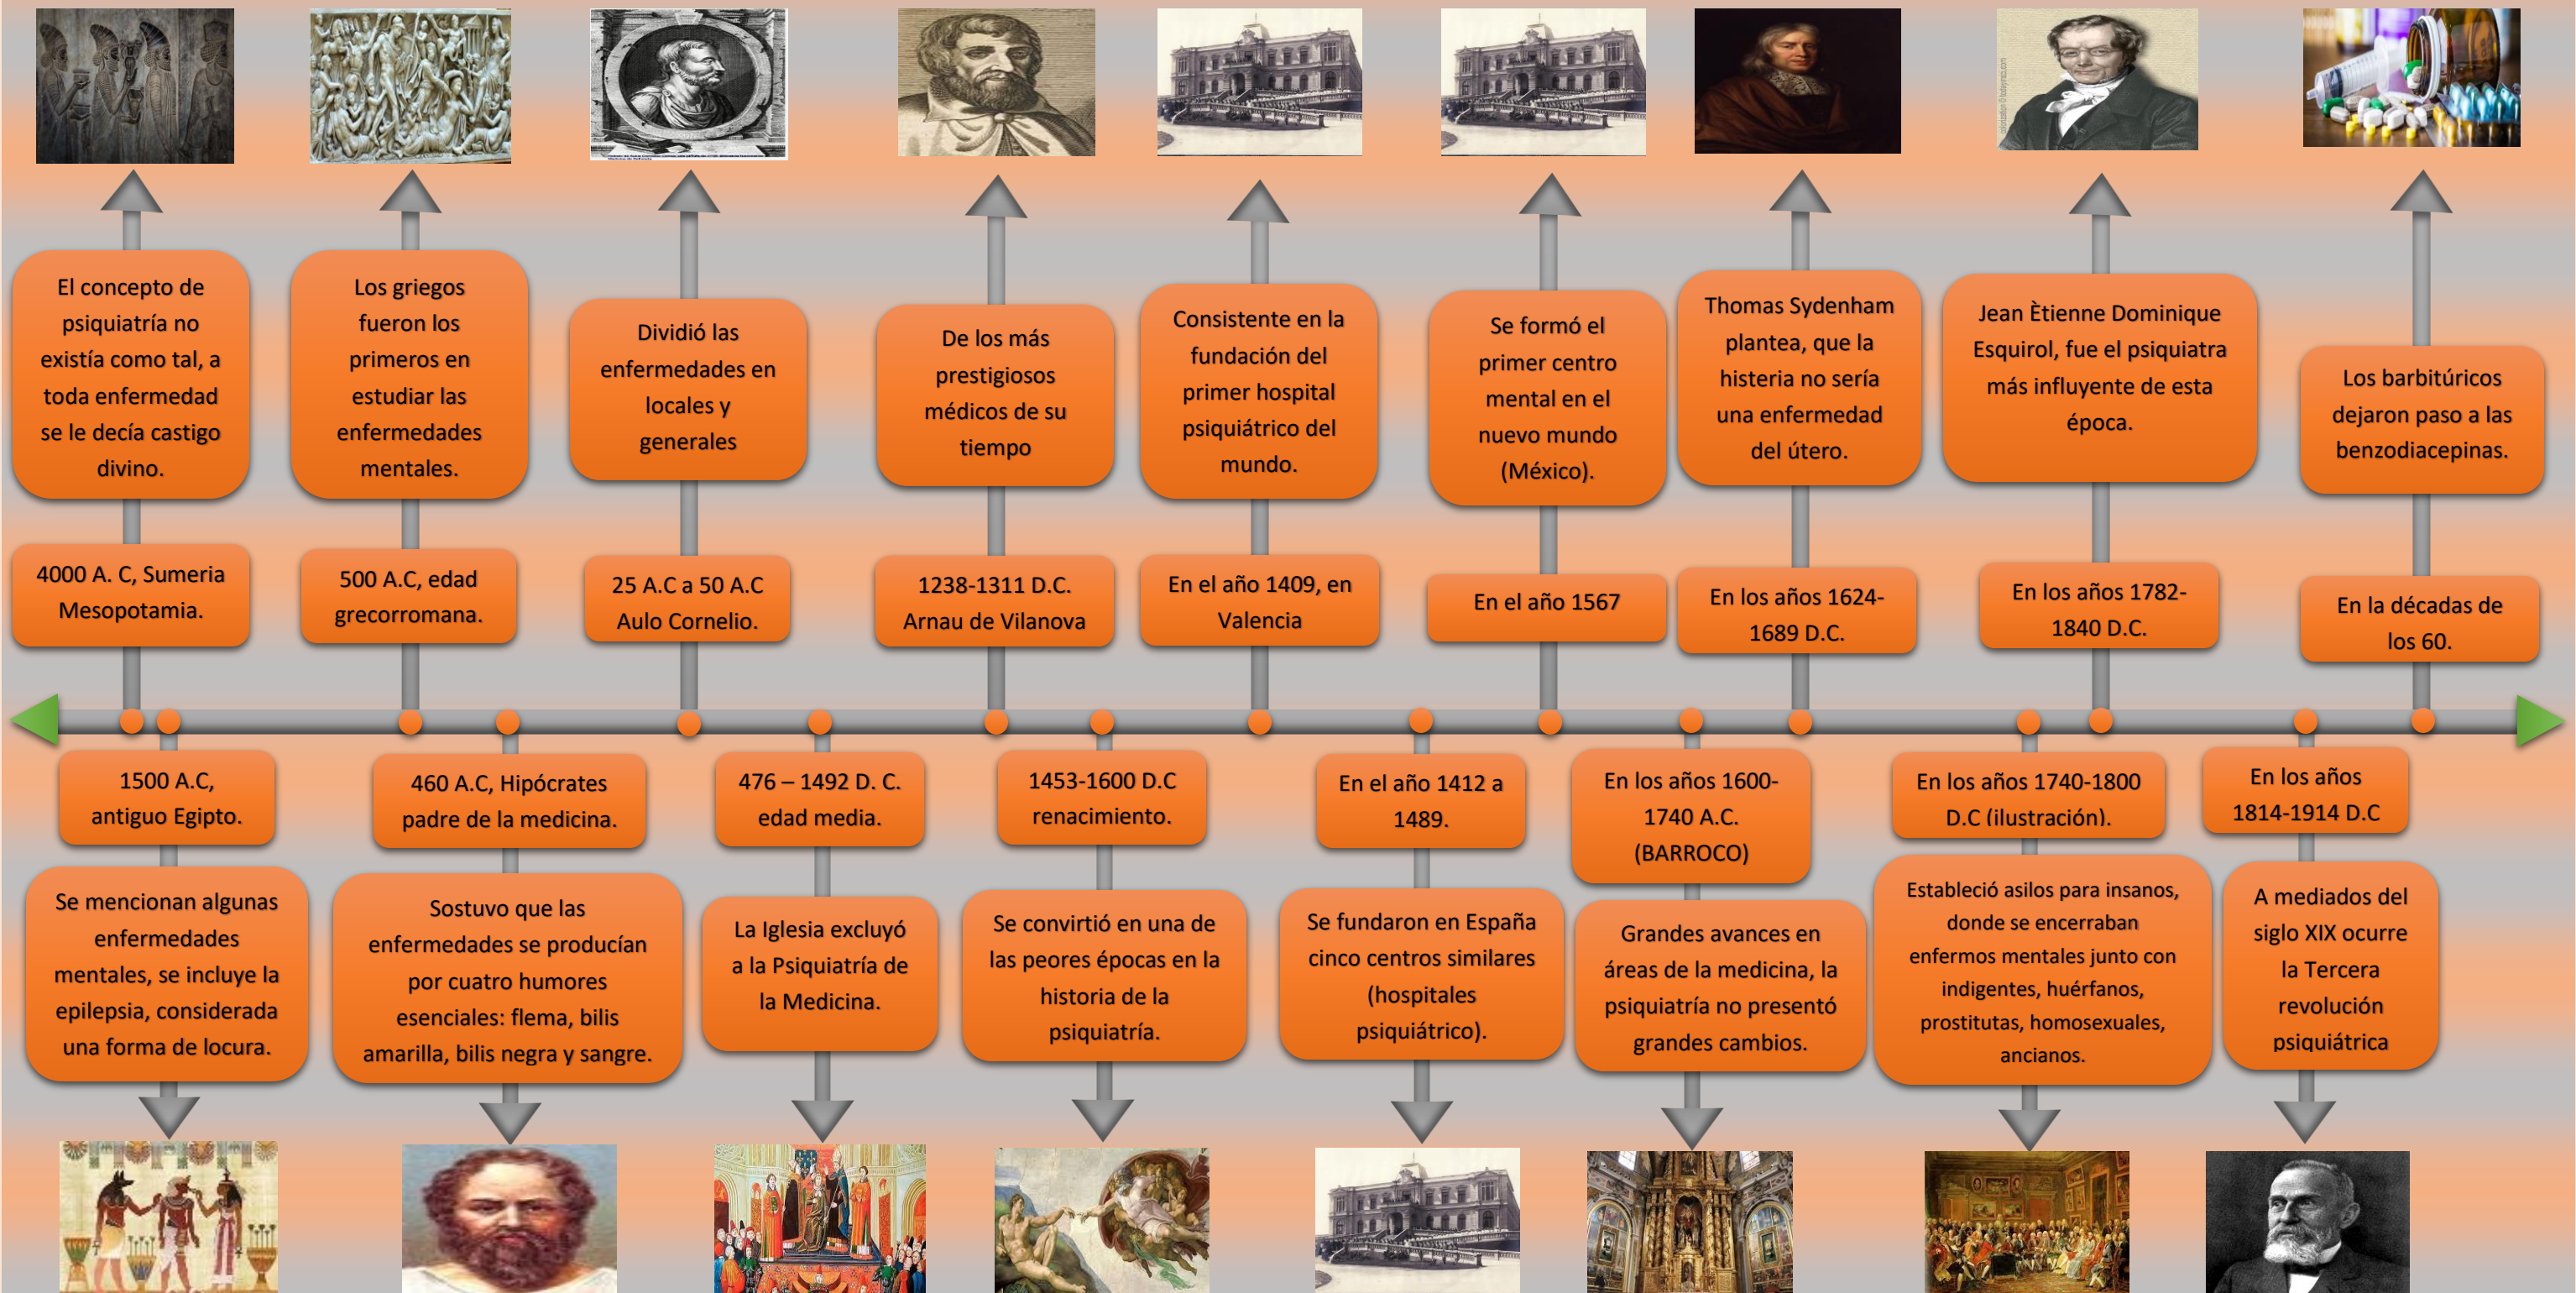 El concepto de
psiquiatría no
existía como tal, a
toda enfermedad
se le decía castigo
divino.
4000 A. C, Sumeria
Mesopotamia.
Los griegos
fueron los
primeros en
estudiar las
enfermedades
mentales.
500 A.C, edad
grecorromana.
Dividió las
enfermedades en
locales y
generales
25 A.C a 50 A.C
Aulo Cornelio.
De los más
prestigiosos
médicos de su
tiempo
1238-1311 D.C.
Arnau de Vilanova
Consistente en la
fundación del
primer hospital
psiquiátrico del
mundo.
En el año 1409, en
Valencia
Se formó el
primer centro
mental en el
nuevo mundo
(México).
En el año 1567
Thomas Sydenham
plantea, que la
histeria no sería
una enfermedad
del útero.
En los años 1624-
1689 D.C.
Jean Ètienne Dominique
Esquirol, fue el psiquiatra
más influyente de esta
época.
En los años 1782-
1840 D.C.
Los barbitúricos
dejaron paso a las
benzodiacepinas.
En la décadas de
los 60.
1500 A.C,
antiguo Egipto.
Se mencionan algunas
enfermedades
mentales, se incluye la
epilepsia, considerada
una forma de locura.
460 A.C, Hipócrates
padre de la medicina.
Sostuvo que las
enfermedades se producían
por cuatro humores
esenciales: flema, bilis
amarilla, bilis negra y sangre.
476 – 1492 D. C.
edad media.
La Iglesia excluyó
a la Psiquiatría de
la Medicina.
1453-1600 D.C
renacimiento.
Se convirtió en una de
las peores épocas en la
historia de la
psiquiatría.
En el año 1412 a
1489.
Se fundaron en España
cinco centros similares
(hospitales
psiquiátrico).
En los años 1600-
1740 A.C.
(BARROCO)
Grandes avances en
áreas de la medicina, la
psiquiatría no presentó
grandes cambios.
En los años 1740-1800
D.C (ilustración).
Estableció asilos para insanos,
donde se encerraban
enfermos mentales junto con
indigentes, huérfanos,
prostitutas, homosexuales,
ancianos.
En los años
1814-1914 D.C
A mediados del
siglo XIX ocurre
la Tercera
revolución
psiquiátrica